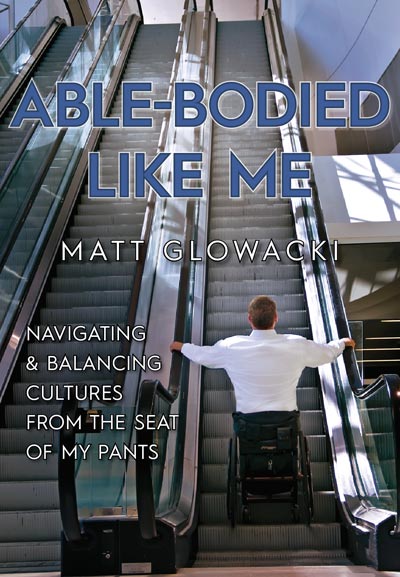 ABLE-BODIED
LIKE ME
MATT GLOWACKI
NAVIGATING
& BALANCING
CULTURES
FROM THE SEAT
OF MY PANTS